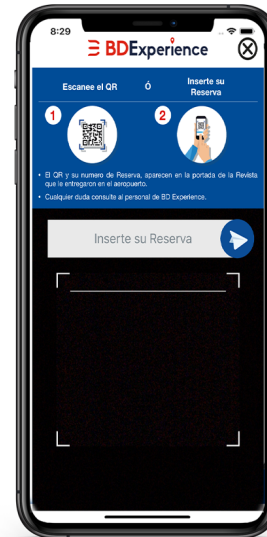 8:29
BDExperience
Escanee el QR Ó Inserte su Reserva
1 2
• El QR y su numero de Reserva, aparecen en la portada de la Revista
que le entregaron en el aeropuerto.
• Cualquier duda consulte al personal de BD Experience.
Inserte su Reserva